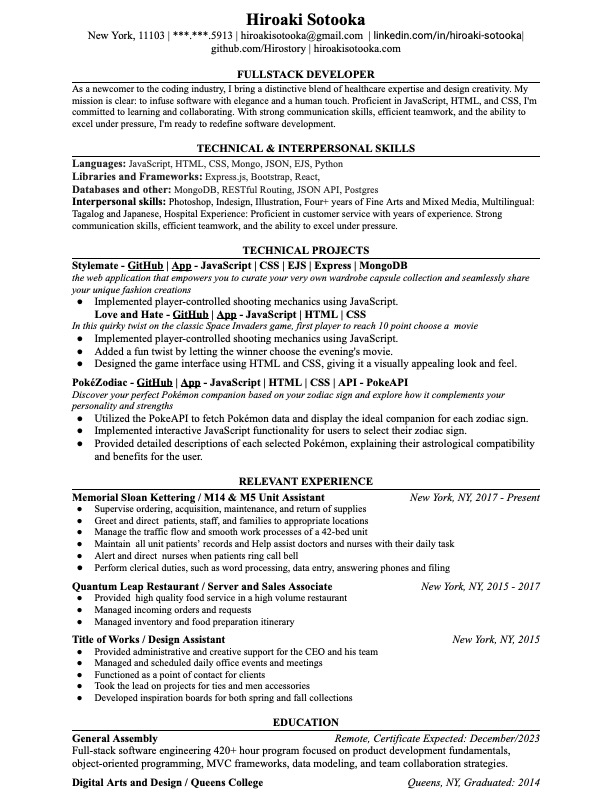 Hiroaki Sotooka
New York, 11103 | ***.***.5913 | hiroakisotooka@gmail.com | linkedin.com/in/hiroaki-sotooka|
github.com/Hirostory | hiroakisotooka.com
FULLSTACK DEVELOPER
As a newcomer to the coding industry, I bring a distinctive blend of healthcare expertise and design creativity. My
mission is clear: to infuse software with elegance and a human touch. Proficient in JavaScript, HTML, and CSS, I'm
committed to learning and collaborating. With strong communication skills, efficient teamwork, and the ability to
excel under pressure, I'm ready to redefine software development.
TECHNICAL & INTERPERSONAL SKILLS
Languages: JavaScript, HTML, CSS, Mongo, JSON, EJS, Python
Libraries and Frameworks: Express.js, Bootstrap, React,
Databases and other: MongoDB, RESTful Routing, JSON API, Postgres
Interpersonal skills: Photoshop, Indesign, Illustration, Four+ years of Fine Arts and Mixed Media, Multilingual:
Tagalog and Japanese, Hospital Experience: Proficient in customer service with years of experience. Strong
communication skills, efficient teamwork, and the ability to excel under pressure.
TECHNICAL PROJECTS
Stylemate - GitHub | App - JavaScript | CSS | EJS | Express | MongoDB
the web application that empowers you to curate your very own wardrobe capsule collection and seamlessly share
your unique fashion creations
● Implemented player-controlled shooting mechanics using JavaScript.
Love and Hate - GitHub | App - JavaScript | HTML | CSS
In this quirky twist on the classic Space Invaders game, first player to reach 10 point choose a movie
● Implemented player-controlled shooting mechanics using JavaScript.
● Added a fun twist by letting the winner choose the evening's movie.
● Designed the game interface using HTML and CSS, giving it a visually appealing look and feel.
PokéZodiac - GitHub | App - JavaScript | HTML | CSS | API - PokeAPI
Discover your perfect Pokémon companion based on your zodiac sign and explore how it complements your
personality and strengths
● Utilized the PokeAPI to fetch Pokémon data and display the ideal companion for each zodiac sign.
● Implemented interactive JavaScript functionality for users to select their zodiac sign.
● Provided detailed descriptions of each selected Pokémon, explaining their astrological compatibility
and benefits for the user.
RELEVANT EXPERIENCE
Memorial Sloan Kettering / M14 & M5 Unit Assistant New York, NY, 2017 - Present
● Supervise ordering, acquisition, maintenance, and return of supplies
● Greet and direct patients, staff, and families to appropriate locations
● Manage the traffic flow and smooth work processes of a 42-bed unit
● Maintain all unit patients' records and Help assist doctors and nurses with their daily task
● Alert and direct nurses when patients ring call bell
● Perform clerical duties, such as word processing, data entry, answering phones and filing
Quantum Leap Restaurant / Server and Sales Associate New York, NY, 2015 - 2017
● Provided high quality food service in a high volume restaurant
● Managed incoming orders and requests
● Managed inventory and food preparation itinerary
Title of Works / Design Assistant New York, NY, 2015
● Provided administrative and creative support for the CEO and his team
● Managed and scheduled daily office events and meetings
● Functioned as a point of contact for clients
● Took the lead on projects for ties and men accessories
● Developed inspiration boards for both spring and fall collections
EDUCATION
General Assembly Remote, Certificate Expected: December/2023
Full-stack software engineering 420+ hour program focused on product development fundamentals,
object-oriented programming, MVC frameworks, data modeling, and team collaboration strategies.
Digital Arts and Design / Queens College Queens, NY, Graduated: 2014